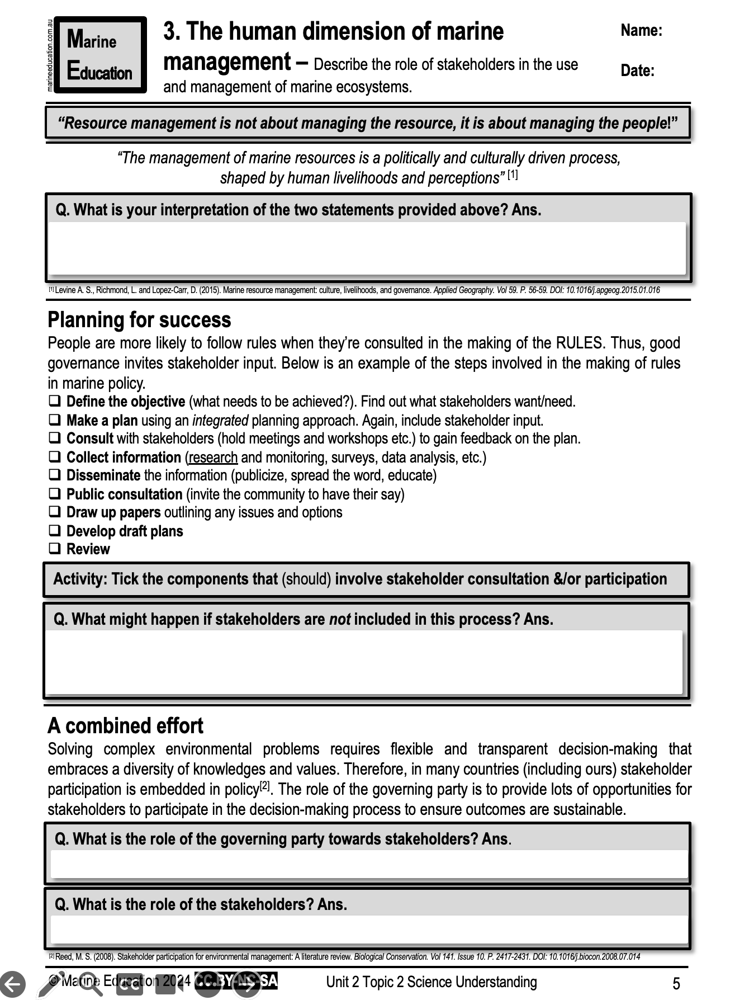 marineeducation.com.au
Marine
Education
3. The human dimension of marine
management – Describe the role of stakeholders in the use
and management of marine ecosystems.
Name:
Date:
“Resource management is not about managing the resource, it is about managing the people!”
“The management of marine resources is a politically and culturally driven process,
shaped by human livelihoods and perceptions” [1]
Q. What is your interpretation of the two statements provided above? Ans.
[1] Levine A. S., Richmond, L. and Lopez-Carr, D. (2015). Marine resource management: culture, livelihoods, and governance. Applied Geography. Vol 59. P. 56-59. DOI: 10.1016/j.apgeog.2015.01.016
Planning for success
People are more likely to follow rules when they’re consulted in the making of the RULES. Thus, good
governance invites stakeholder input. Below is an example of the steps involved in the making of rules
in marine policy.
❑ Define the objective (what needs to be achieved?). Find out what stakeholders want/need.
❑ Make a plan using an integrated planning approach. Again, include stakeholder input.
❑ Consult with stakeholders (hold meetings and workshops etc.) to gain feedback on the plan.
❑ Collect information (research and monitoring, surveys, data analysis, etc.)
❑ Disseminate the information (publicize, spread the word, educate)
❑ Public consultation (invite the community to have their say)
❑ Draw up papers outlining any issues and options
❑ Develop draft plans
❑ Review
Activity: Tick the components that (should) involve stakeholder consultation &/or participation
Q. What might happen if stakeholders are not included in this process? Ans.
A combined effort
Solving complex environmental problems requires flexible and transparent decision-making that
embraces a diversity of knowledges and values. Therefore, in many countries (including ours) stakeholder
participation is embedded in policy[2]. The role of the governing party is to provide lots of opportunities for
stakeholders to participate in the decision-making process to ensure outcomes are sustainable.
Q. What is the role of the governing party towards stakeholders? Ans.
Q. What is the role of the stakeholders? Ans.
[2] Reed, M. S. (2008). Stakeholder participation for environmental management: A literature review. Biological Conservation. Vol 141. Issue 10. P. 2417-2431. DOI: 10.1016/j.biocon.2008.07.014
© Marine Education 2024 CC.BY-NS-SA
Unit 2 Topic 2 Science Understanding
5